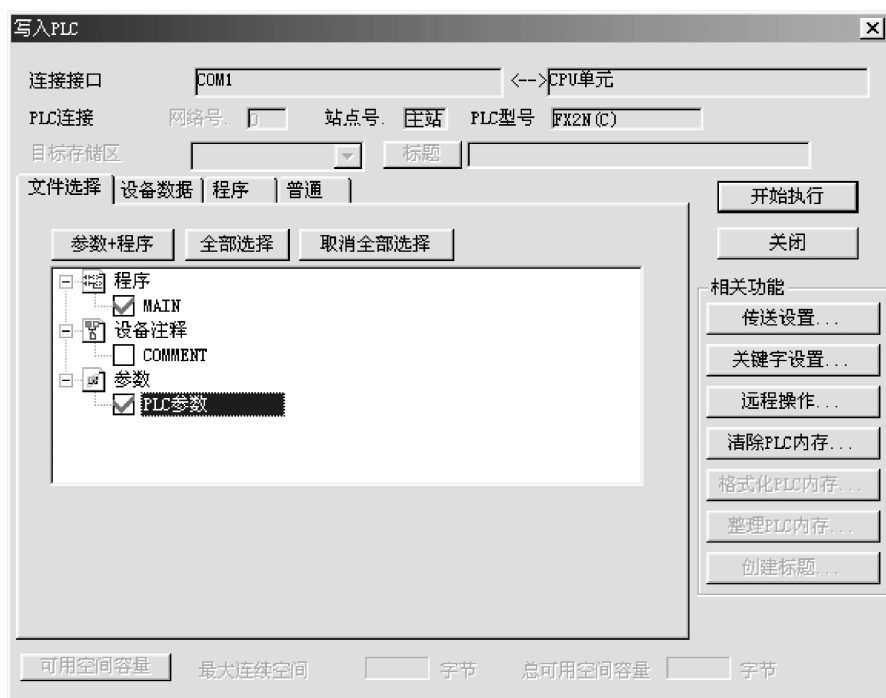 写入PLC
连接接口 COM1 <-->CPU单元
PLC连接 网络号. 0 站点号. 主站 PLC型号 FX2N(C)
目标存储区 标题
文件选择 设备数据 程序 普通
开始执行
参数+程序 全部选择 取消全部选择
关闭
程序
MAIN
设备注释
COMMENT
参数
PLC参数
相关功能
传送设置...
关键字设置...
远程操作...
清除PLC内存...
格式化PLC内存...
整理PLC内存...
创建标题...
可用空间容量 最大连续空间 字节 总可用空间容量 字节